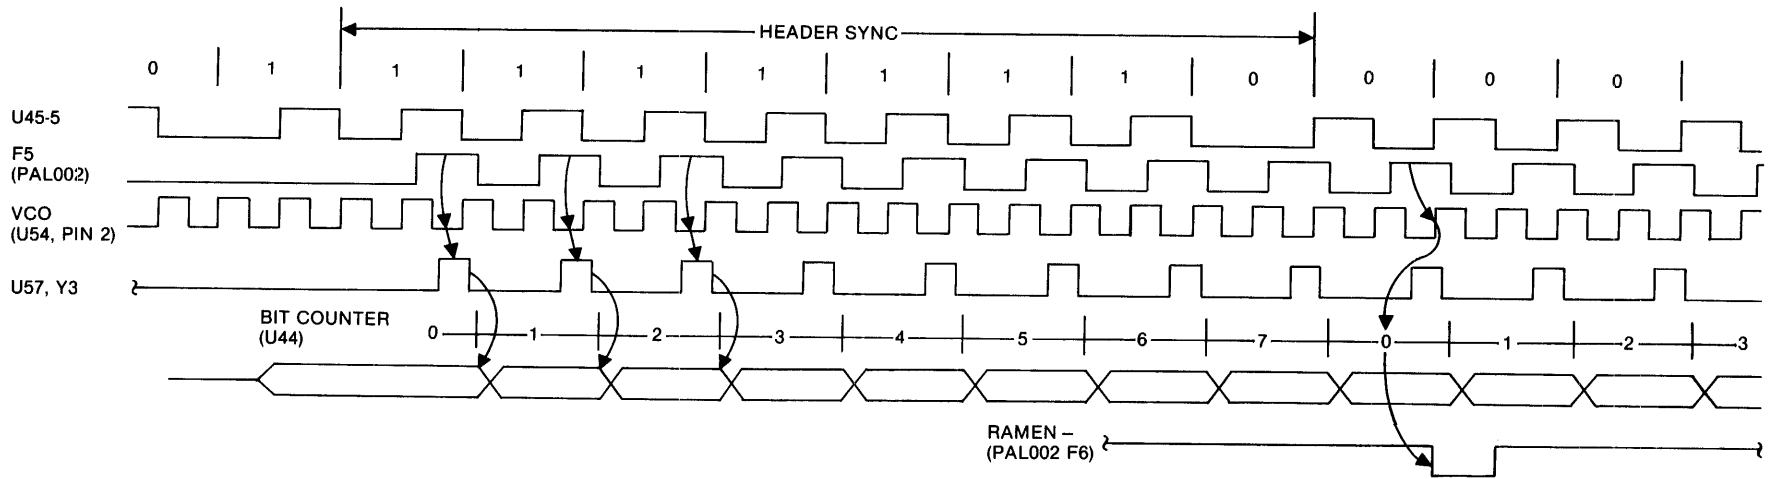 HEADER SYNC
0 1 1 1 1 1 1 1 1 0 0 0 0
U45-5
F5
(PAL002)
VCO
(U54, PIN 2)
U57, Y3
BIT COUNTER
(U44)
0 1 2 3 4 5 6 7 0 1 2 3
RAMEN –
(PAL002 F6)